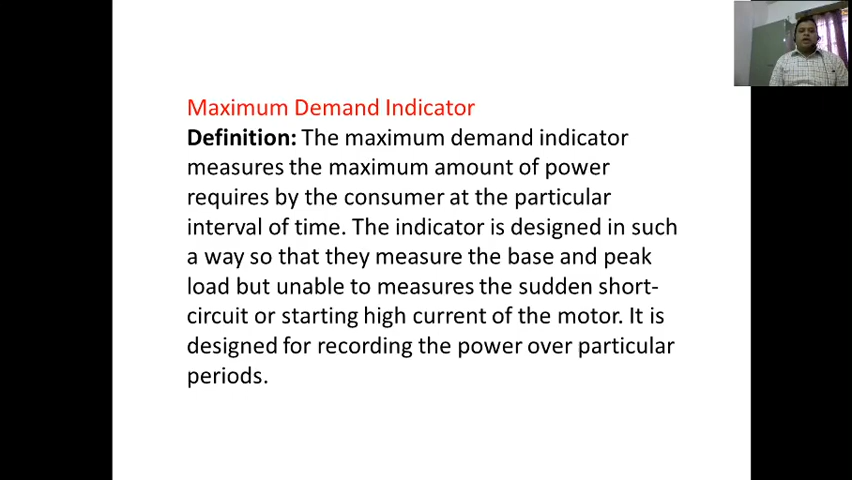 Maximum Demand Indicator
Definition: The maximum demand indicator
measures the maximum amount of power
requires by the consumer at the particular
interval of time. The indicator is designed in such
a way so that they measure the base and peak
load but unable to measures the sudden short-
circuit or starting high current of the motor. It is
designed for recording the power over particular
periods.